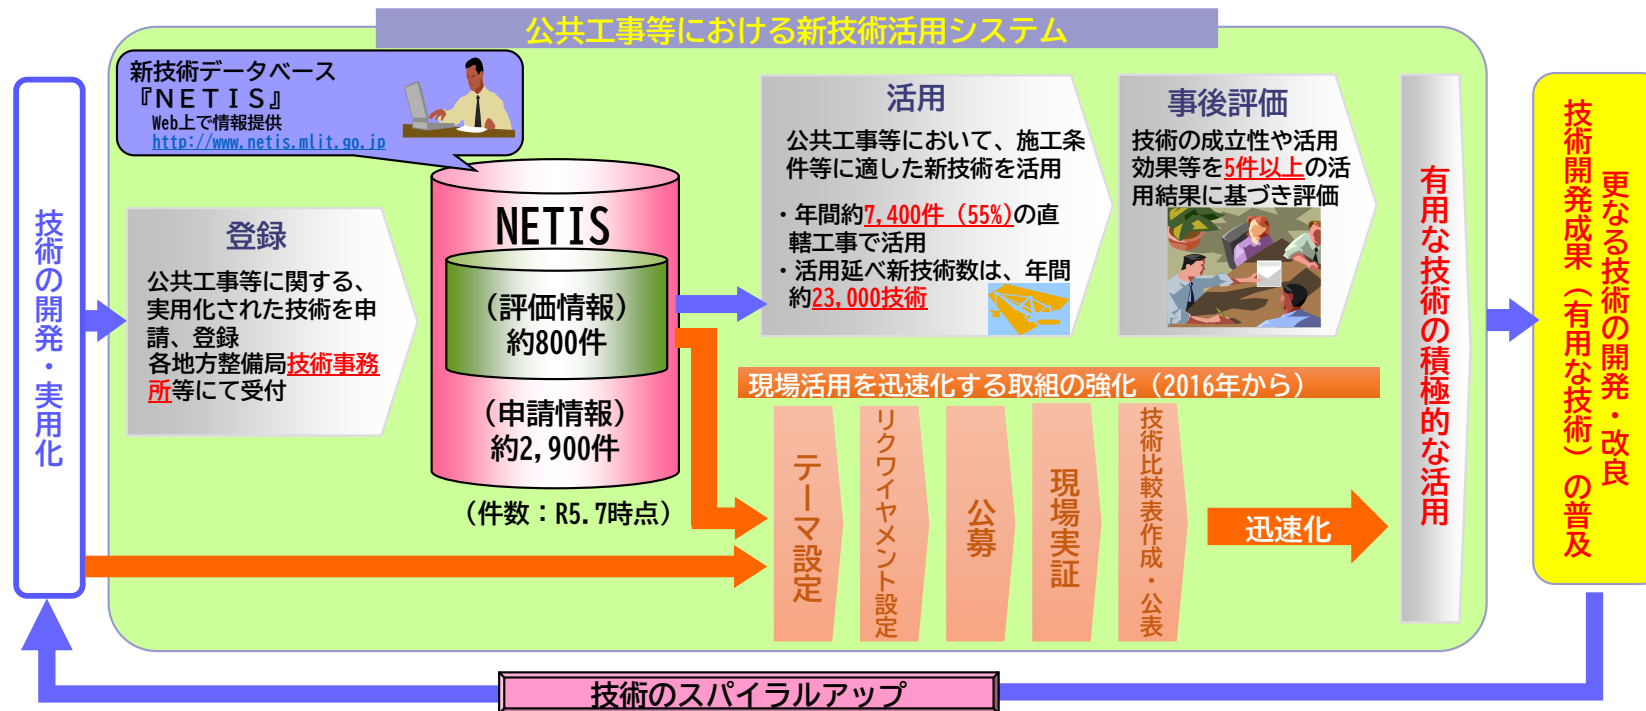 公共工事等における新技術活用システム
新技術データベース
『ＮＥＴＩＳ』
Web上で情報提供
http://www.netis.mlit.go.jp
技術の開発・実用化
登録
公共工事等に関する、
実用化された技術を申
請、登録
各地方整備局技術事務
所等にて受付
NETIS
（評価情報）
約800件
（申請情報）
約2,900件
（件数：R5.7時点）
活用
公共工事等において、施工条
件等に適した新技術を活用
・年間約7,400件（55%)の直
轄工事で活用
・活用延べ新技術数は、年間
約23,000技術
事後評価
技術の成立性や活用
効果等を5件以上の活
用結果に基づき評価
現場活用を迅速化する取組の強化（2016年から）
テーマ設定
リクワイヤメント設定
公募
現場実証
技術比較表作成・公表
迅速化
有用な技術の積極的な活用
更なる技術の開発・改良
技術開発成果（有用な技術）の普及
技術のスパイラルアップ